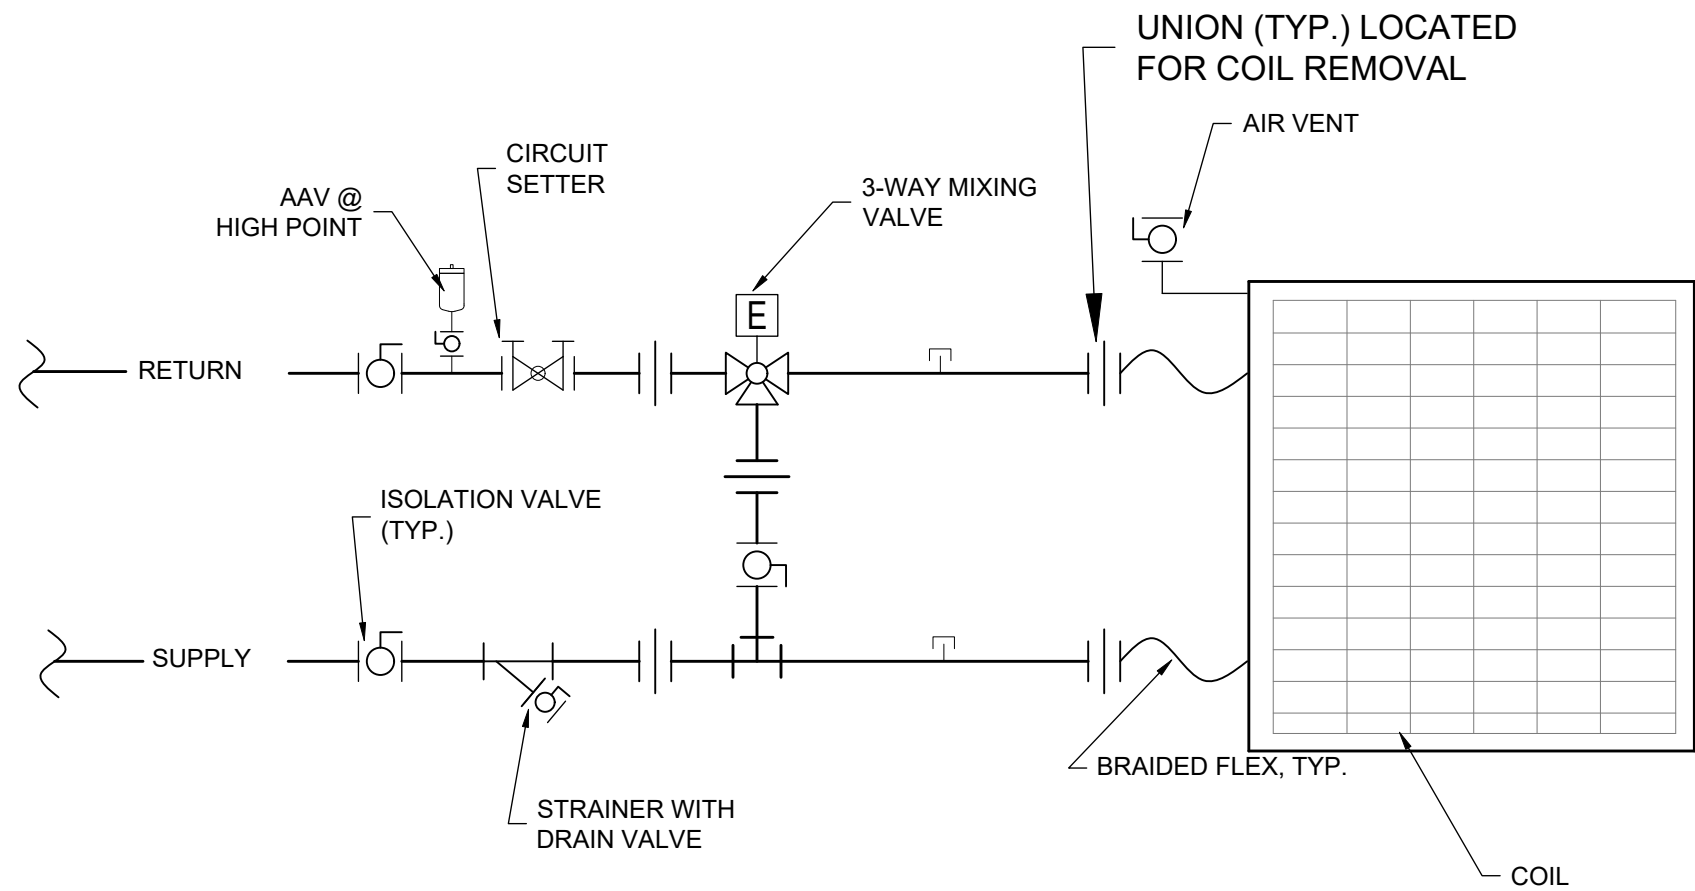 UNION (TYP.) LOCATED
FOR COIL REMOVAL
AIR VENT
CIRCUIT
SETTER
3-WAY MIXING
VALVE
AAV @
HIGH POINT
E
RETURN
ISOLATION VALVE
(TYP.)
SUPPLY
BRAIDED FLEX, TYP.
STRAINER WITH
DRAIN VALVE
COIL